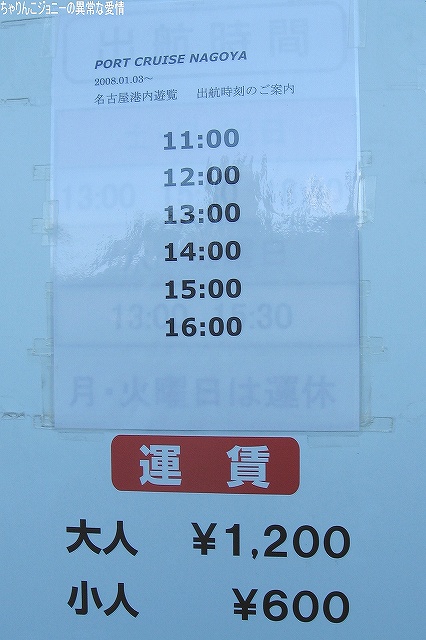 ちゃりんこジョニーの異常な愛情
出航時間
PORT CRUISE NAGOYA
2008.01.03～
名古屋港内遊覧 出航時刻のご案内
11:00
12:00
13:00
14:00
15:00
16:00
月・火曜日は運休
運賃
大人 ¥1,200
小人 ¥600